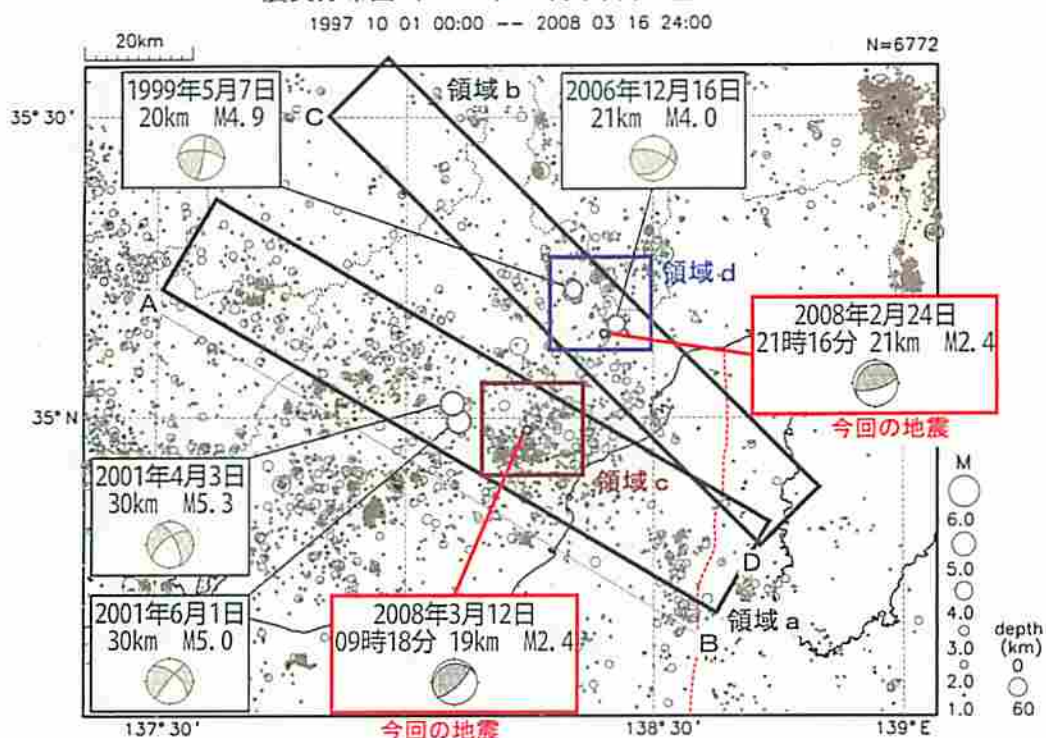 1997 10 01 00:00 -- 2008 03 16 24:00
20km
N=6772
1999年5月7日
20km M4.9
領域b
2006年12月16日
21km M4.0
35°30'
C
領域d
A
2008年2月24日
21時16分 21km M2.4
今回の地震
35°N
2001年4月3日
30km M5.3
領域c
M
6.0
5.0
4.0
3.0
2.0
1.0
depth
(km)
0
60
D
領域a
B
2001年6月1日
30km M5.0
2008年3月12日
09時18分 19km M2.4
今回の地震
137°30'
138°30'
139°E